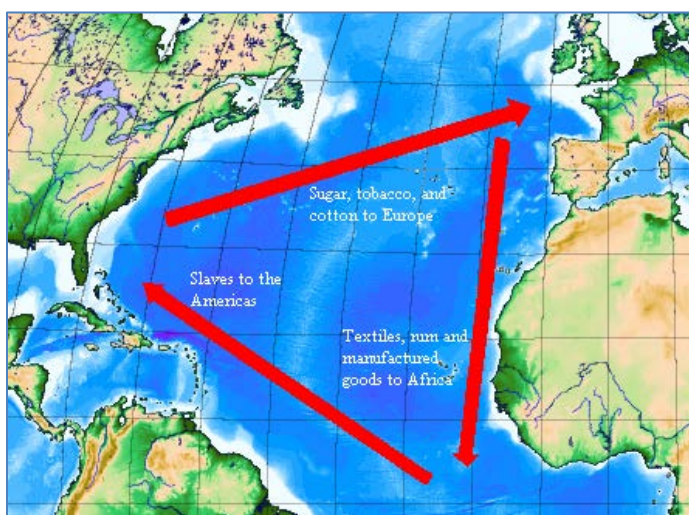 Sugar, tobacco, and
cotton to Europe
Slaves to the
Americas
Textiles, rum and
manufactured
goods to Africa